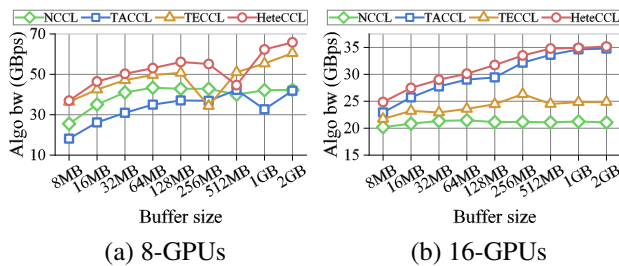 NCCL TACCL TECCL HeteCCL
Algo bw (GBps)
70
50
30
10
8MB 16MB 32MB 64MB 128MB 256MB 512MB 1GB 2GB
Buffer size
(a) 8-GPUs
NCCL TACCL TECCL HeteCCL
Algo bw (GBps)
35
30
25
20
15
8MB 16MB 32MB 64MB 128MB 256MB 512MB 1GB 2GB
Buffer size
(b) 16-GPUs